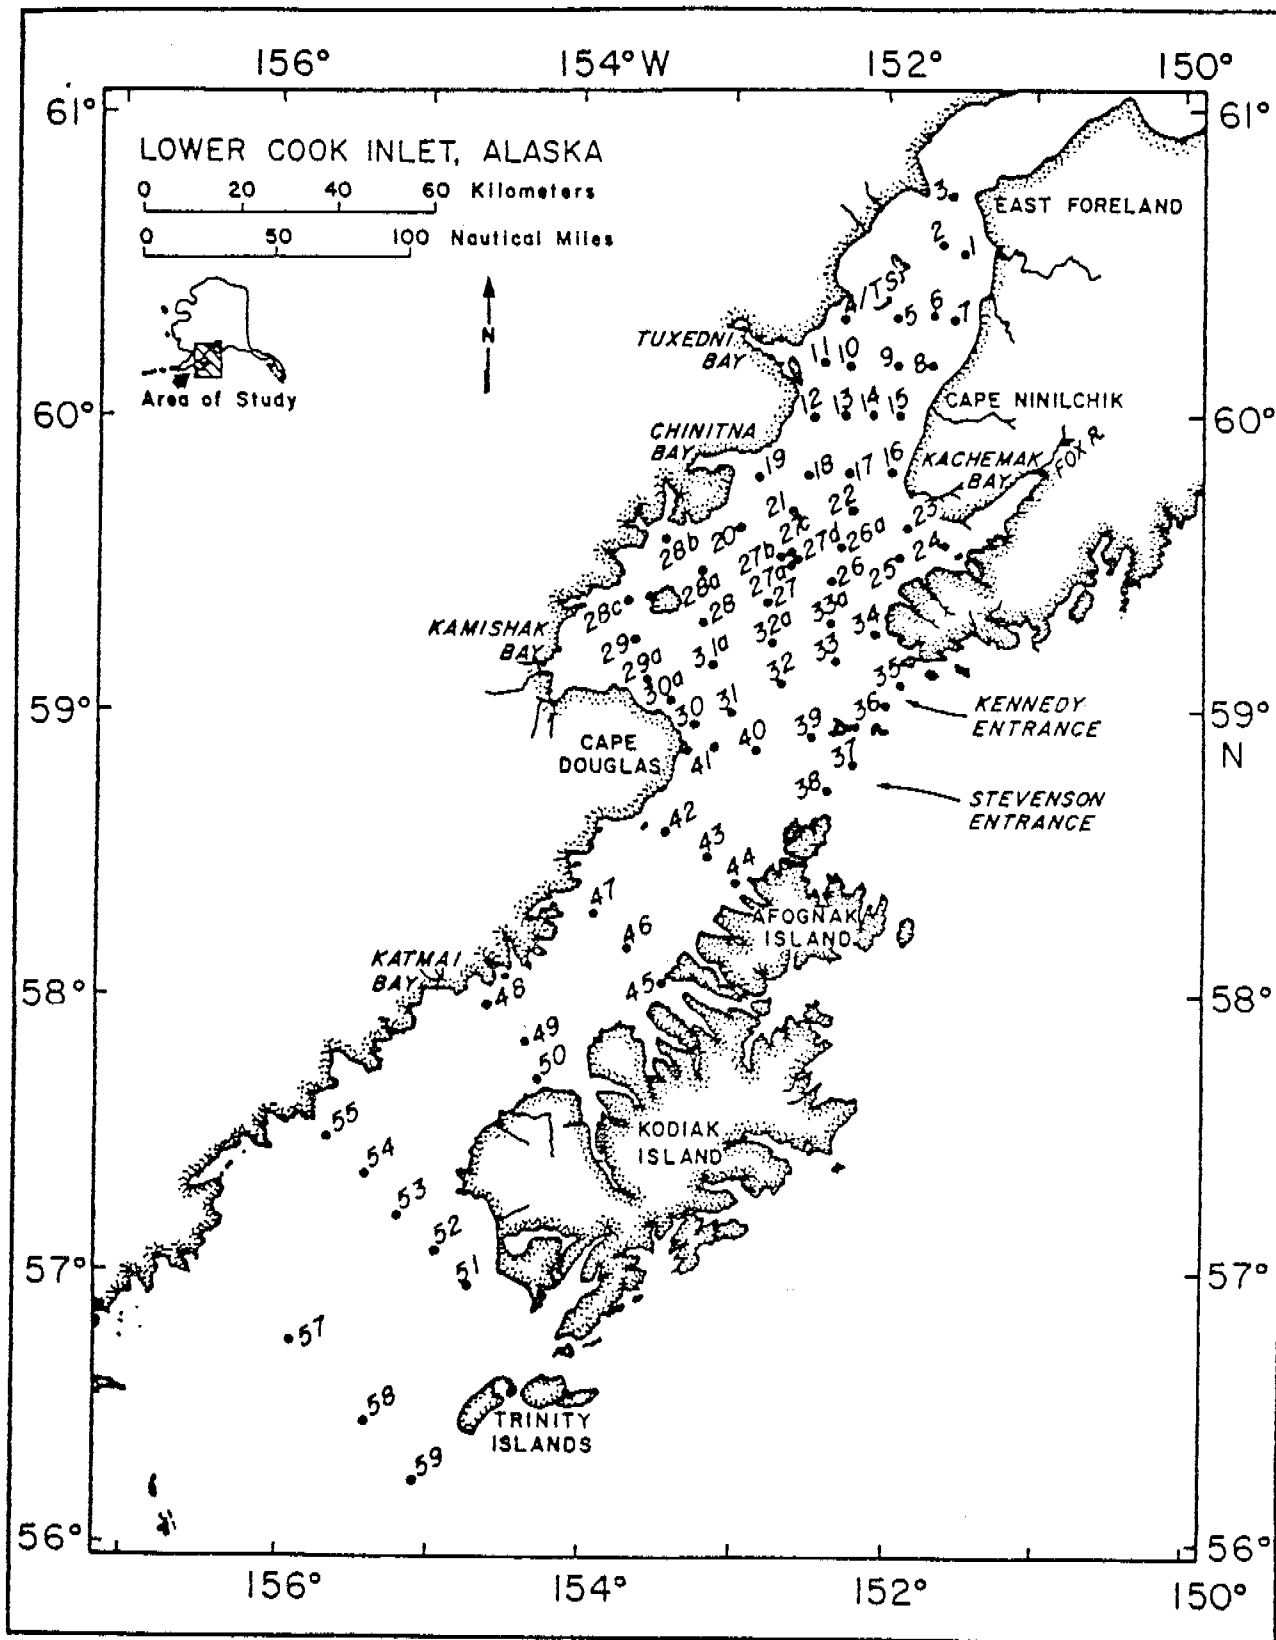 156° 154°W 152° 150°
61° 61°
LOWER COOK INLET, ALASKA
0 20 40 60 Kilometers
0 50 100 Nautical Miles
N
Area of Study
3
EAST FORELAND
2 1
4/TSA
5 6 7
TUXEDNI
BAY
11 10 9 8
12 13 14 15
CAPE NINILCHIK
60° 60°
CHINITNA
BAY
19 18 17 16
KACHEMAK
BAY
FOX R
21 22 23
28b 20 27b 27c 27d 26a 24
28c 28a 27a 27 26 25
28 32a 33a 34
KAMISHAK
BAY
29 29a 31a 32 33 35
30a 30 31 36
59° 59°
N
KENNEDY
ENTRANCE
CAPE
DOUGLAS
41 40 39 37
38
STEVENSON
ENTRANCE
42 43 44
47 46
AFOGNAK
ISLAND
KATMAI
BAY
48 45
58° 58°
49
50
KODIAK
ISLAND
55
54
53
52
51
57° 57°
57
58
TRINITY
ISLANDS
59
56° 56°
156° 154° 152° 150°